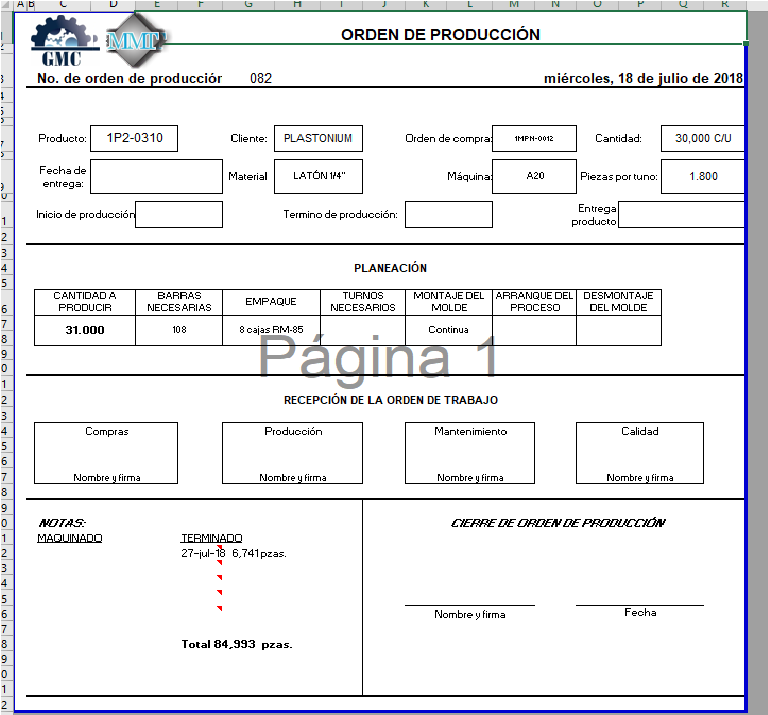 A B C D E F G H I J K L M N O P Q R
GMC
MMT
ORDEN DE PRODUCCIÓN
No. de orden de producciór 082 miércoles, 18 de julio de 2018
Producto: 1P2-0310 Cliente: PLASTONIUM Orden de compra: 1MPN-0012 Cantidad: 30,000 C/U
Fecha de entrega: Material LATÓN 1/4" Máquina: A20 Piezas por tuno: 1.800
Inicio de producción Termino de producción: Entrega producto
PLANEACIÓN
CANTIDAD A PRODUCIR BARRAS NECESARIAS EMPAQUE TURNOS NECESARIOS MONTAJE DEL MOLDE ARRANQUE DEL PROCESO DESMONTAJE DEL MOLDE
31.000 108 8 cajas RM-85 Continua
Página 1
RECEPCIÓN DE LA ORDEN DE TRABAJO
Compras Producción Mantenimiento Calidad
Nombre y firma Nombre y firma Nombre y firma Nombre y firma
NOTAS: CIERRE DE ORDEN DE PRODUCCIÓN
MAQUINADO TERMINADO
27-jul-18 6,741 pzas.
Nombre y firma Fecha
Total 84,993 pzas.